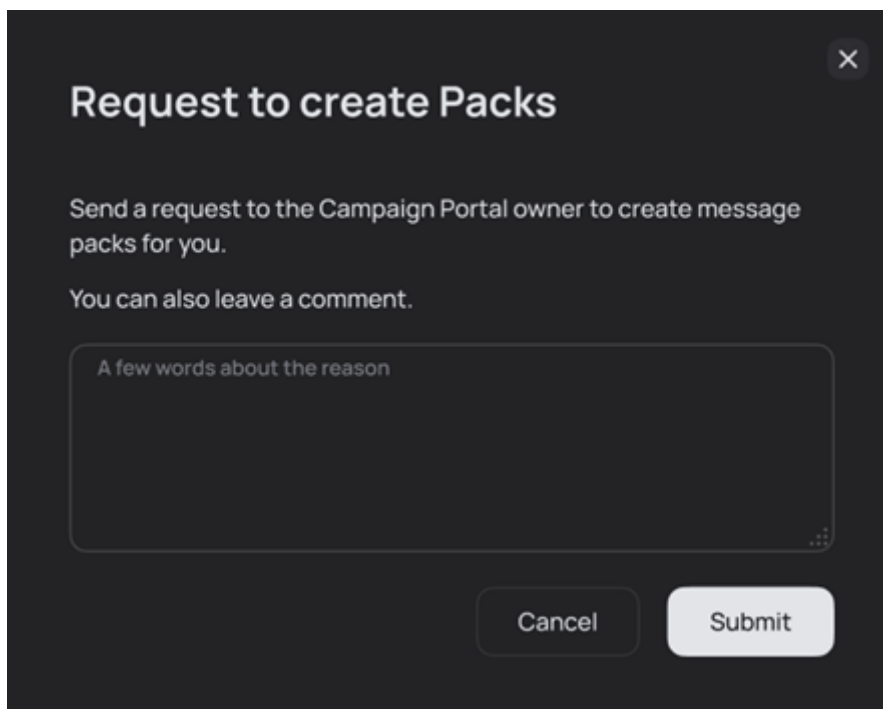 Request to create Packs
Send a request to the Campaign Portal owner to create message
packs for you.
You can also leave a comment.
A few words about the reason
Cancel
Submit